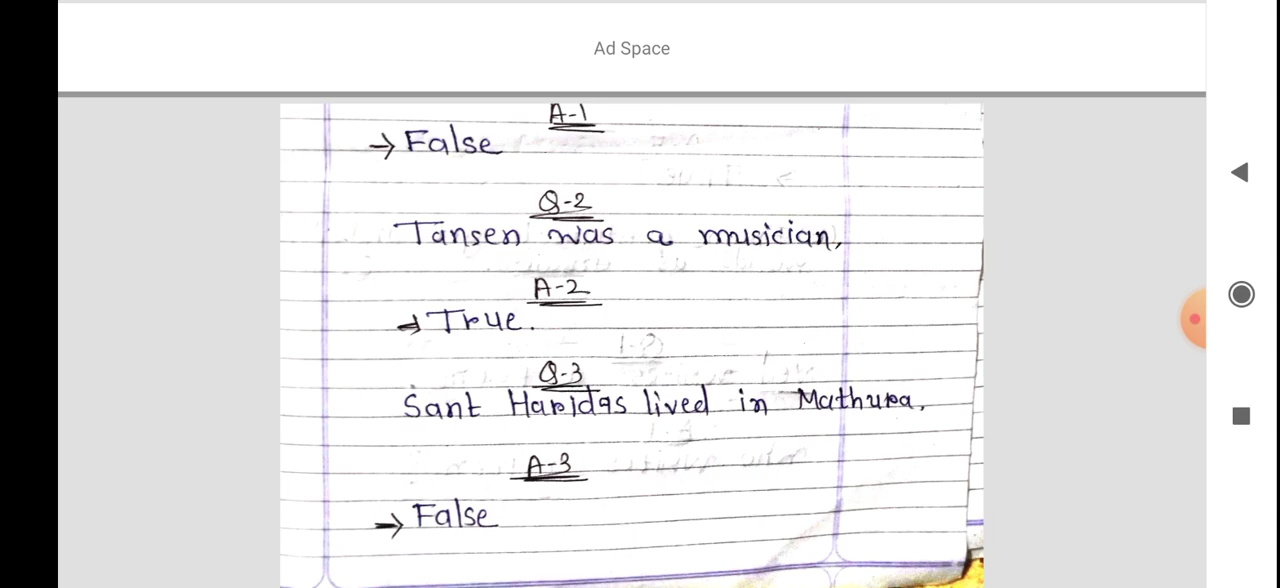 Ad Space
A-1
→ False
Q-2
Tansen was a musician,
A-2
→ True.
Q-3
Sant Haridas lived in Mathura.
A-3
→ False